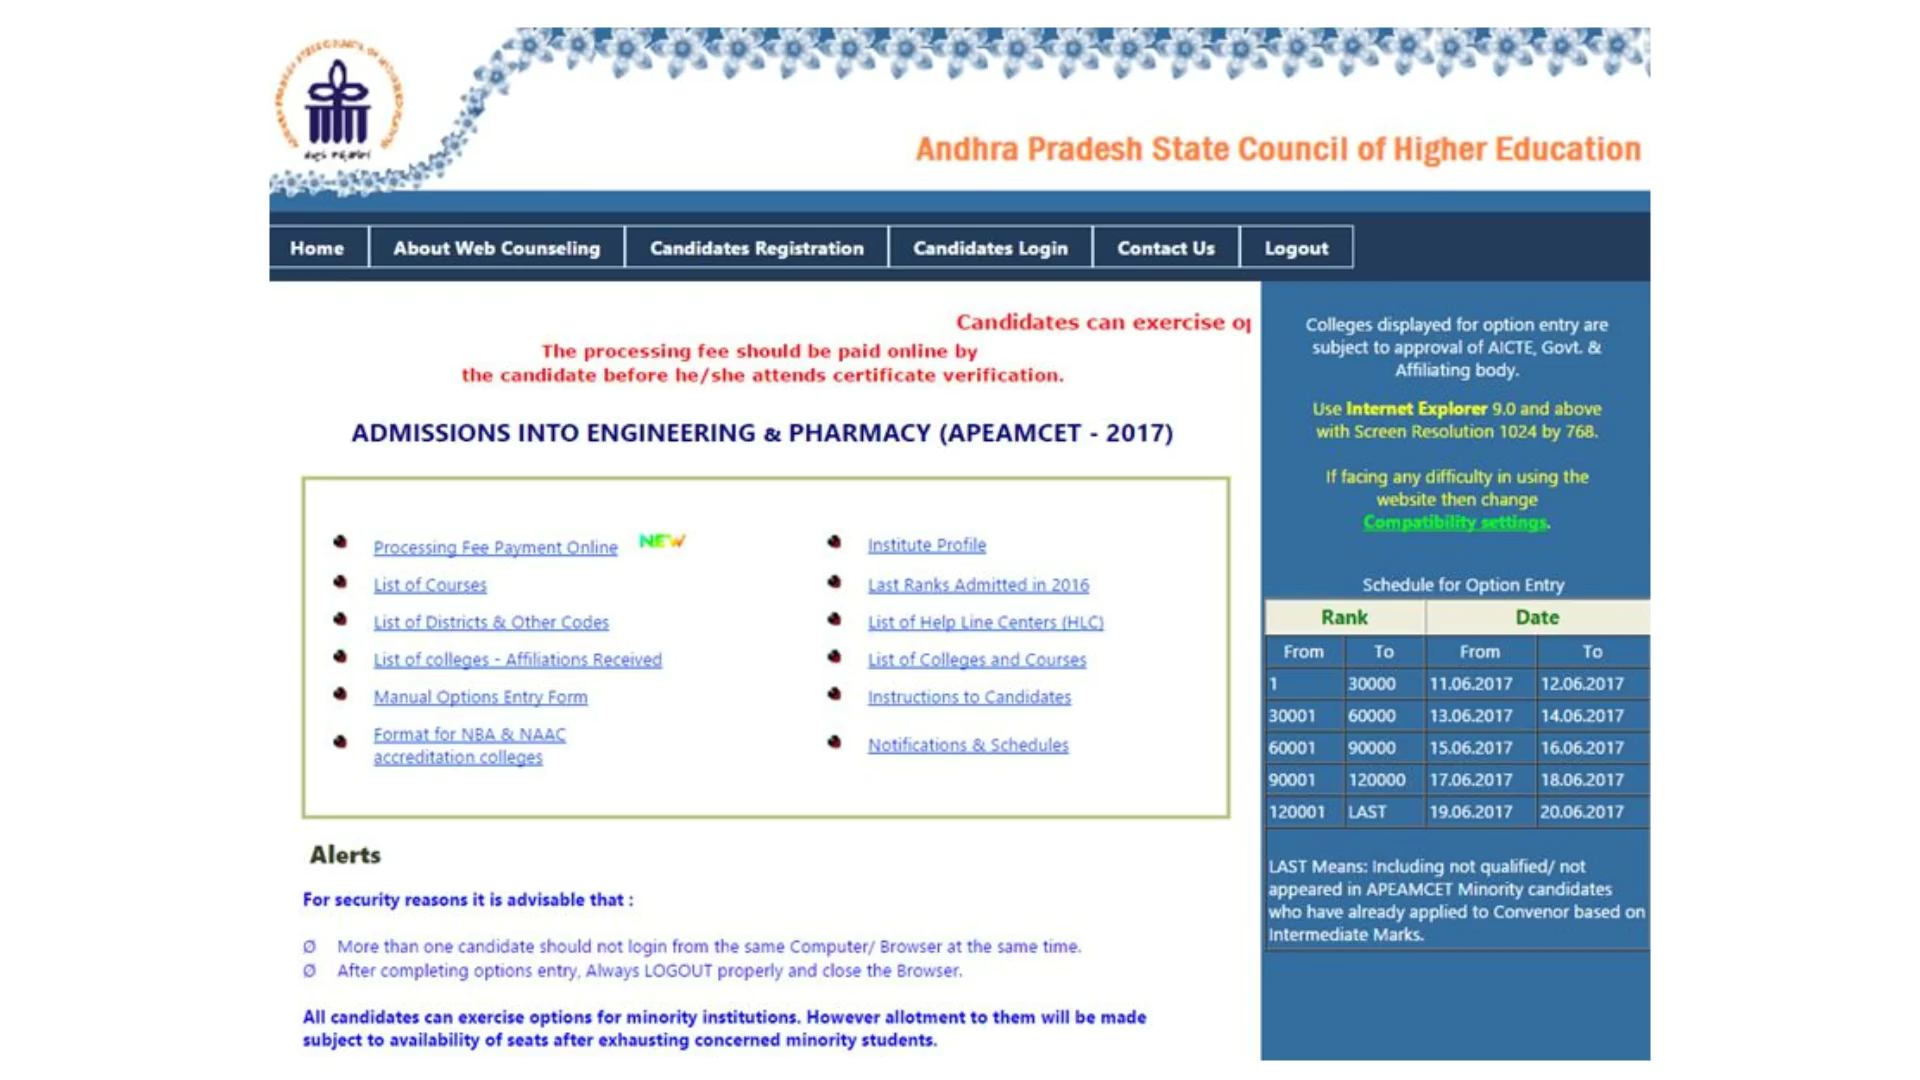 Andhra Pradesh State Council of Higher Education
Home
About Web Counseling
Candidates Registration
Candidates Login
Contact Us
Logout
Candidates can exercise
The processing fee should be paid online by
the candidate before he/she attends certificate verification.
ADMISSIONS INTO ENGINEERING & PHARMACY (APEAMCET - 2017)
Processing Fee Payment Online NEW
List of Courses
List of Districts & Other Codes
List of colleges - Affiliations Received
Manual Options Entry Form
Format for NBA & NAAC
accreditation colleges
Institute Profile
Last Ranks Admitted in 2016
List of Help Line Centers (HLC)
List of Colleges and Courses
Instructions to Candidates
Notifications & Schedules
Alerts
For security reasons it is advisable that :
Ø More than one candidate should not login from the same Computer/ Browser at the same time.
Ø After completing options entry, Always LOGOUT properly and close the Browser.
All candidates can exercise options for minority institutions. However allotment to them will be made
subject to availability of seats after exhausting concerned minority students.
Colleges displayed for option entry are
subject to approval of AICTE, Govt. &
Affiliating body.
Use Internet Explorer 9.0 and above
with Screen Resolution 1024 by 768.
If facing any difficulty in using the
website then change
Compatibility settings.
Schedule for Option Entry
Rank Date
From To From To
1 30000 11.06.2017 12.06.2017
30001 60000 13.06.2017 14.06.2017
60001 90000 15.06.2017 16.06.2017
90001 120000 17.06.2017 18.06.2017
120001 LAST 19.06.2017 20.06.2017
LAST Means: Including not qualified/ not
appeared in APEAMCET Minority candidates
who have already applied to Convenor based on
Intermediate Marks.